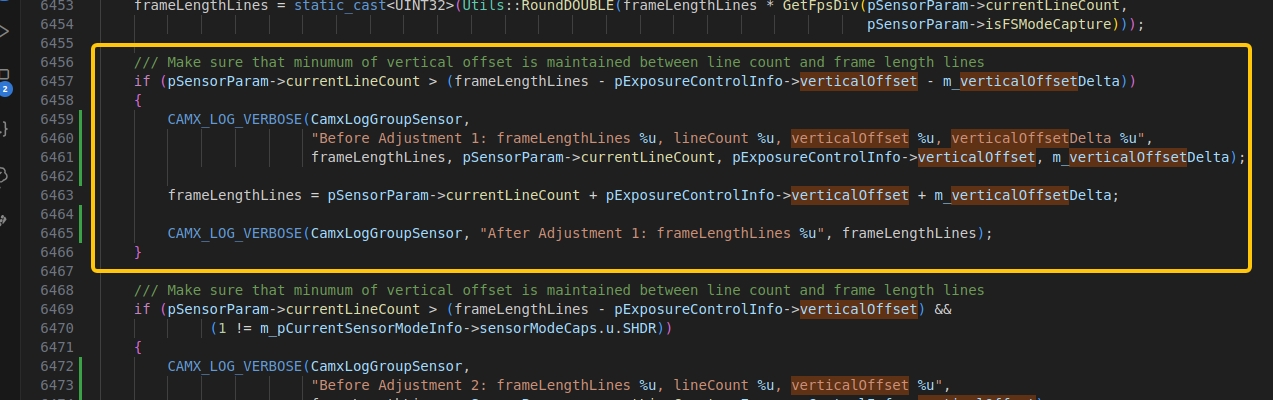 6453 frameLengthLines = static_cast<UINT32>(Utils::RoundDOUBLE(frameLengthLines * GetFpsDiv(pSensorParam->currentLineCount,
6454 pSensorParam->isFSModeCapture)));
6455
6456 /// Make sure that minumum of vertical offset is maintained between line count and frame length lines
6457 if (pSensorParam->currentLineCount > (frameLengthLines - pExposureControlInfo->verticalOffset - m_verticalOffsetDelta))
6458 {
6459 CAMX_LOG_VERBOSE(CamxLogGroupSensor,
6460 "Before Adjustment 1: frameLengthLines %u, lineCount %u, verticalOffset %u, verticalOffsetDelta %u",
6461 frameLengthLines, pSensorParam->currentLineCount, pExposureControlInfo->verticalOffset, m_verticalOffsetDelta);
6462
6463 frameLengthLines = pSensorParam->currentLineCount + pExposureControlInfo->verticalOffset + m_verticalOffsetDelta;
6464
2 6465 CAMX_LOG_VERBOSE(CamxLogGroupSensor, "After Adjustment 1: frameLengthLines %u", frameLengthLines);
6466 }
6467
6468 /// Make sure that minumum of vertical offset is maintained between line count and frame length lines
6469 if (pSensorParam->currentLineCount > (frameLengthLines - pExposureControlInfo->verticalOffset) &&
6470 (1 != m_pCurrentSensorModeInfo->sensorModeCaps.u.SHDR))
6471 {
6472 CAMX_LOG_VERBOSE(CamxLogGroupSensor,
6473 "Before Adjustment 2: frameLengthLines %u, lineCount %u, verticalOffset %u",